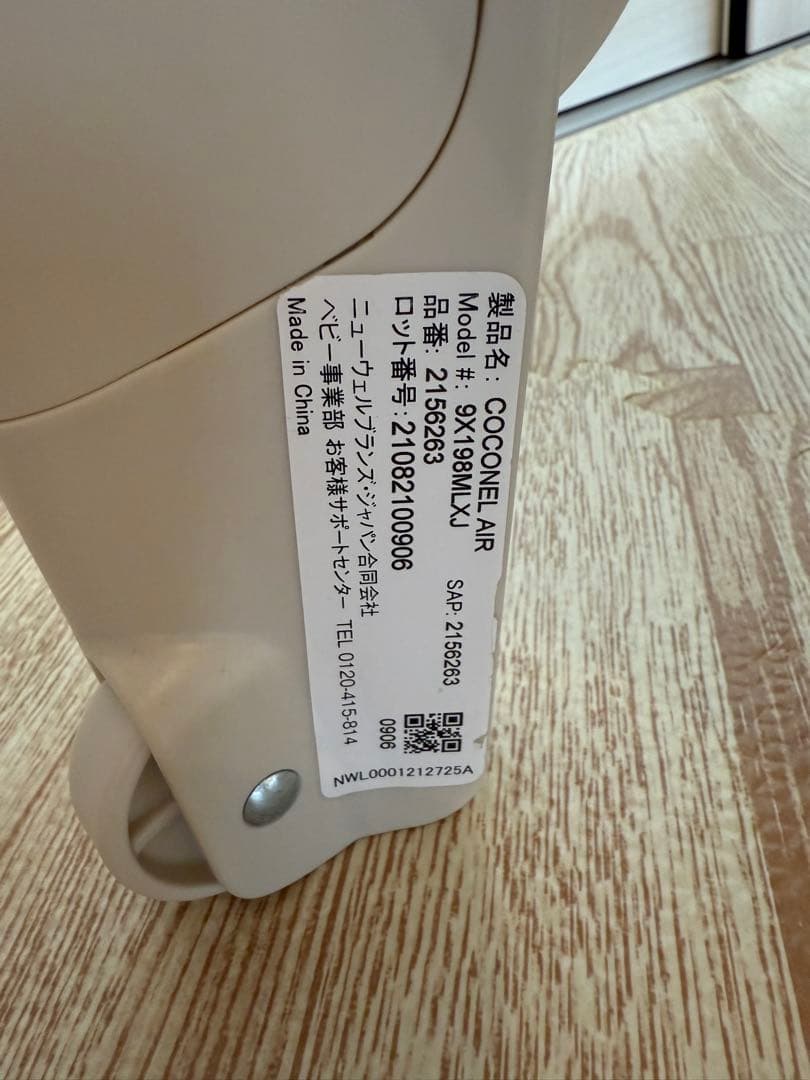 製品名: COCONEL AIR
Model #: 9X198MLXJ
品番: 2156263 SAP: 2156263
ロット番号:21082100906
ニューウェルブランズ・ジャパン合同会社
ベビー事業部 お客様サポートセンター TEL 0120-415-814
Made in China
0906
NWL0001212725A